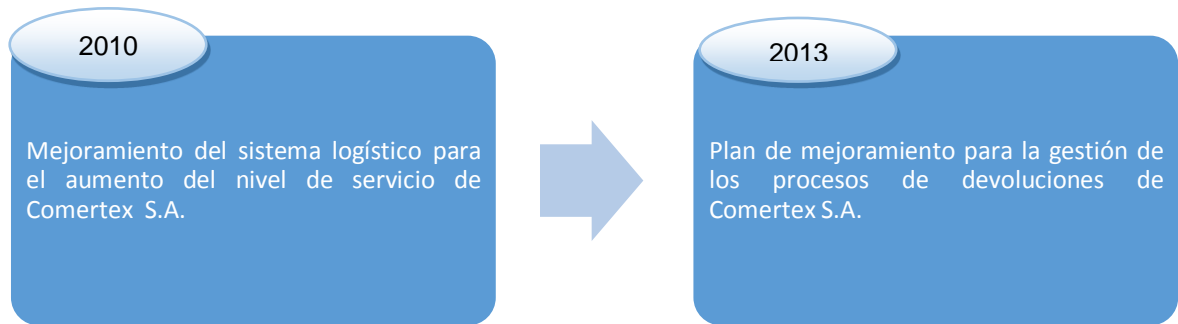 2010
Mejoramiento del sistema logístico para
el aumento del nivel de servicio de
Comertex S.A.
2013
Plan de mejoramiento para la gestión de
los procesos de devoluciones de
Comertex S.A.